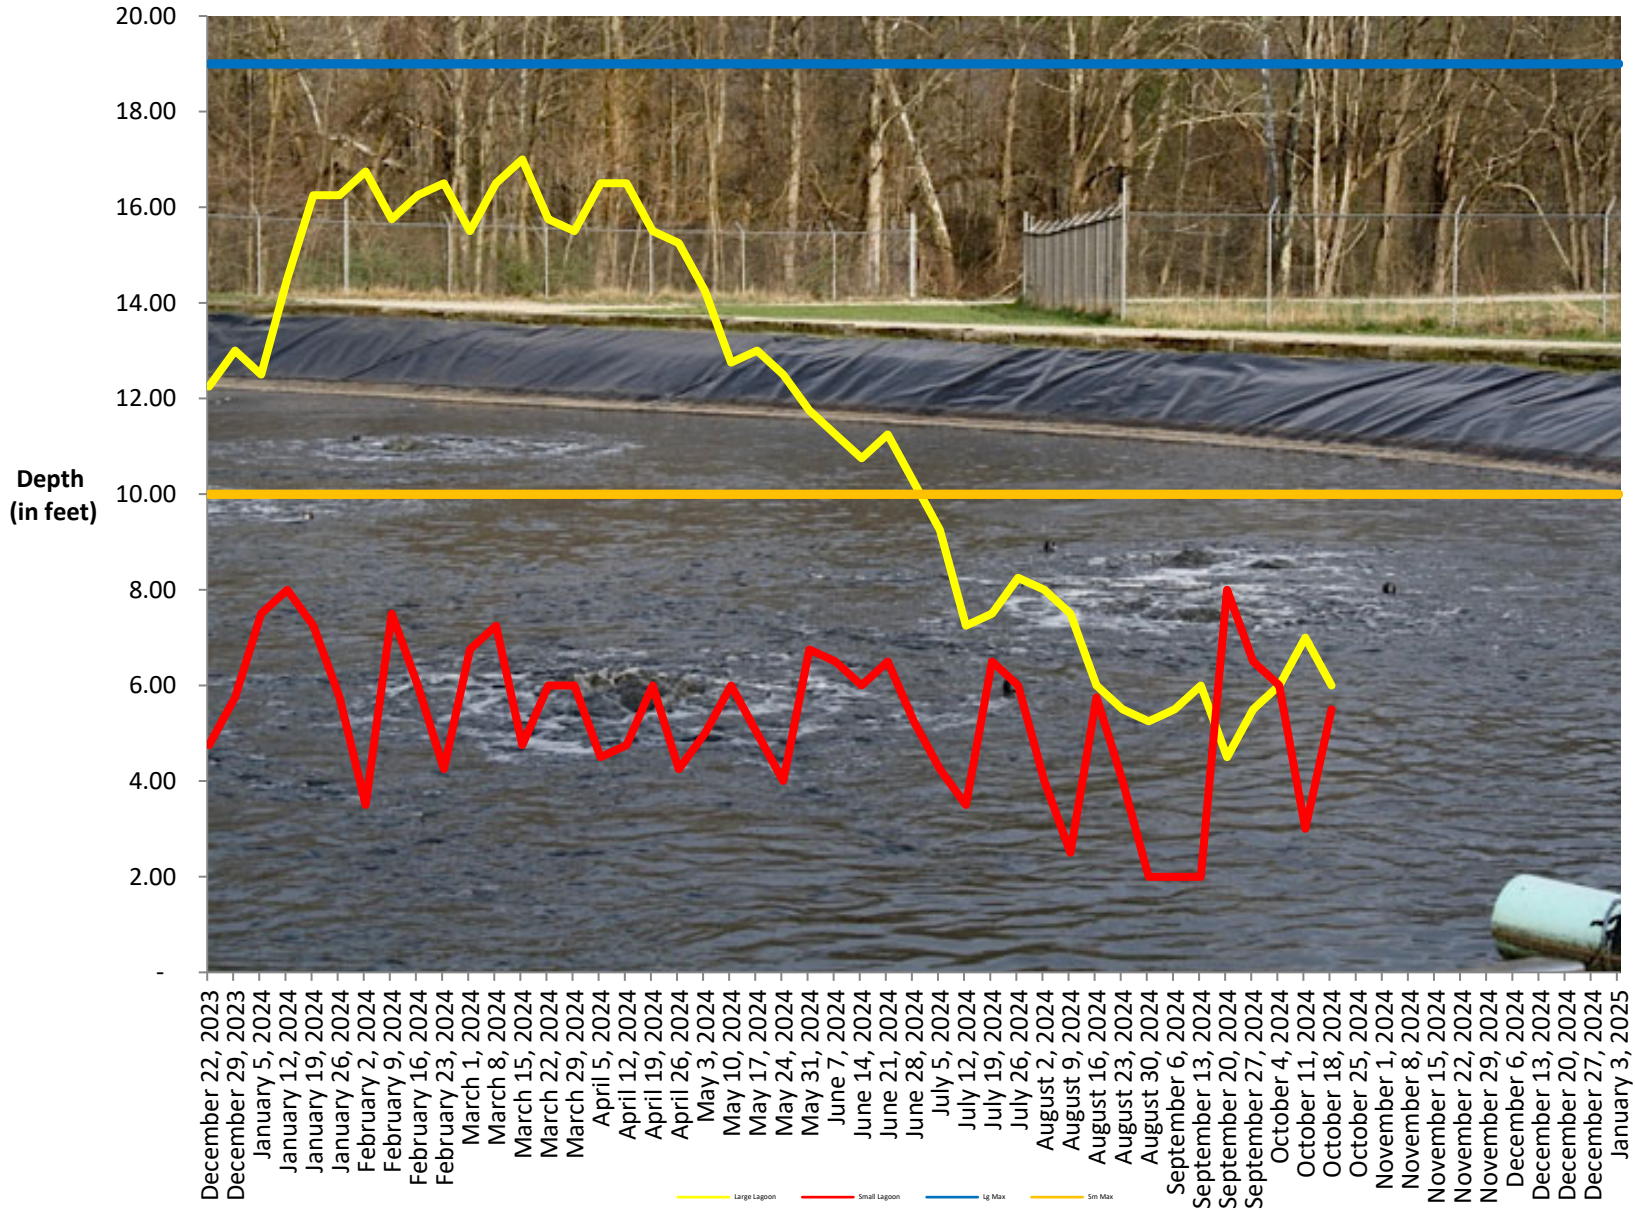 20.00
18.00
16.00
14.00
12.00
10.00
8.00
6.00
4.00
2.00
-
Depth
(in feet)
December 22, 2023
December 29, 2023
January 5, 2024
January 12, 2024
January 19, 2024
January 26, 2024
February 2, 2024
February 9, 2024
February 16, 2024
February 23, 2024
March 1, 2024
March 8, 2024
March 15, 2024
March 22, 2024
March 29, 2024
April 5, 2024
April 12, 2024
April 19, 2024
April 26, 2024
May 3, 2024
May 10, 2024
May 17, 2024
May 24, 2024
May 31, 2024
June 7, 2024
June 14, 2024
June 21, 2024
June 28, 2024
July 5, 2024
July 12, 2024
July 19, 2024
July 26, 2024
August 2, 2024
August 9, 2024
August 16, 2024
August 23, 2024
August 30, 2024
September 6, 2024
September 13, 2024
September 20, 2024
September 27, 2024
October 4, 2024
October 11, 2024
October 18, 2024
October 25, 2024
November 1, 2024
November 8, 2024
November 15, 2024
November 22, 2024
November 29, 2024
December 6, 2024
December 13, 2024
December 20, 2024
December 27, 2024
January 3, 2025
Large Lagoon
Small Lagoon
Lg Max
Sm Max